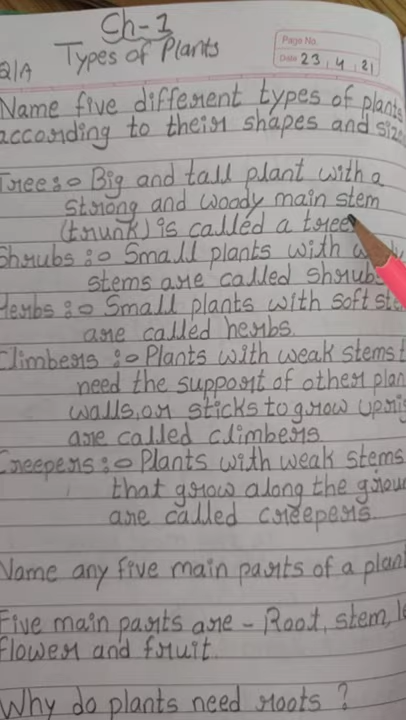 Ch-1
Types of Plants
Page No.
Date 23, 4, 21
Q/A
Name five different types of plants
according to their shapes and size
Trees :- Big and tall plant with a
strong and woody main stem
(trunk) is called a tree
Shrubs :- Small plants with
stems are called shrubs
Herbs :- Small plants with soft
are called herbs.
Climbers :- Plants with weak stems
need the support of other
walls, or sticks to grow
are called climbers.
Creepers :- Plants with weak stems
that grow along the
are called creepers.
Name any five main parts of a plant
Five main parts are - Root, stem,
flower and fruit.
Why do plants need roots ?